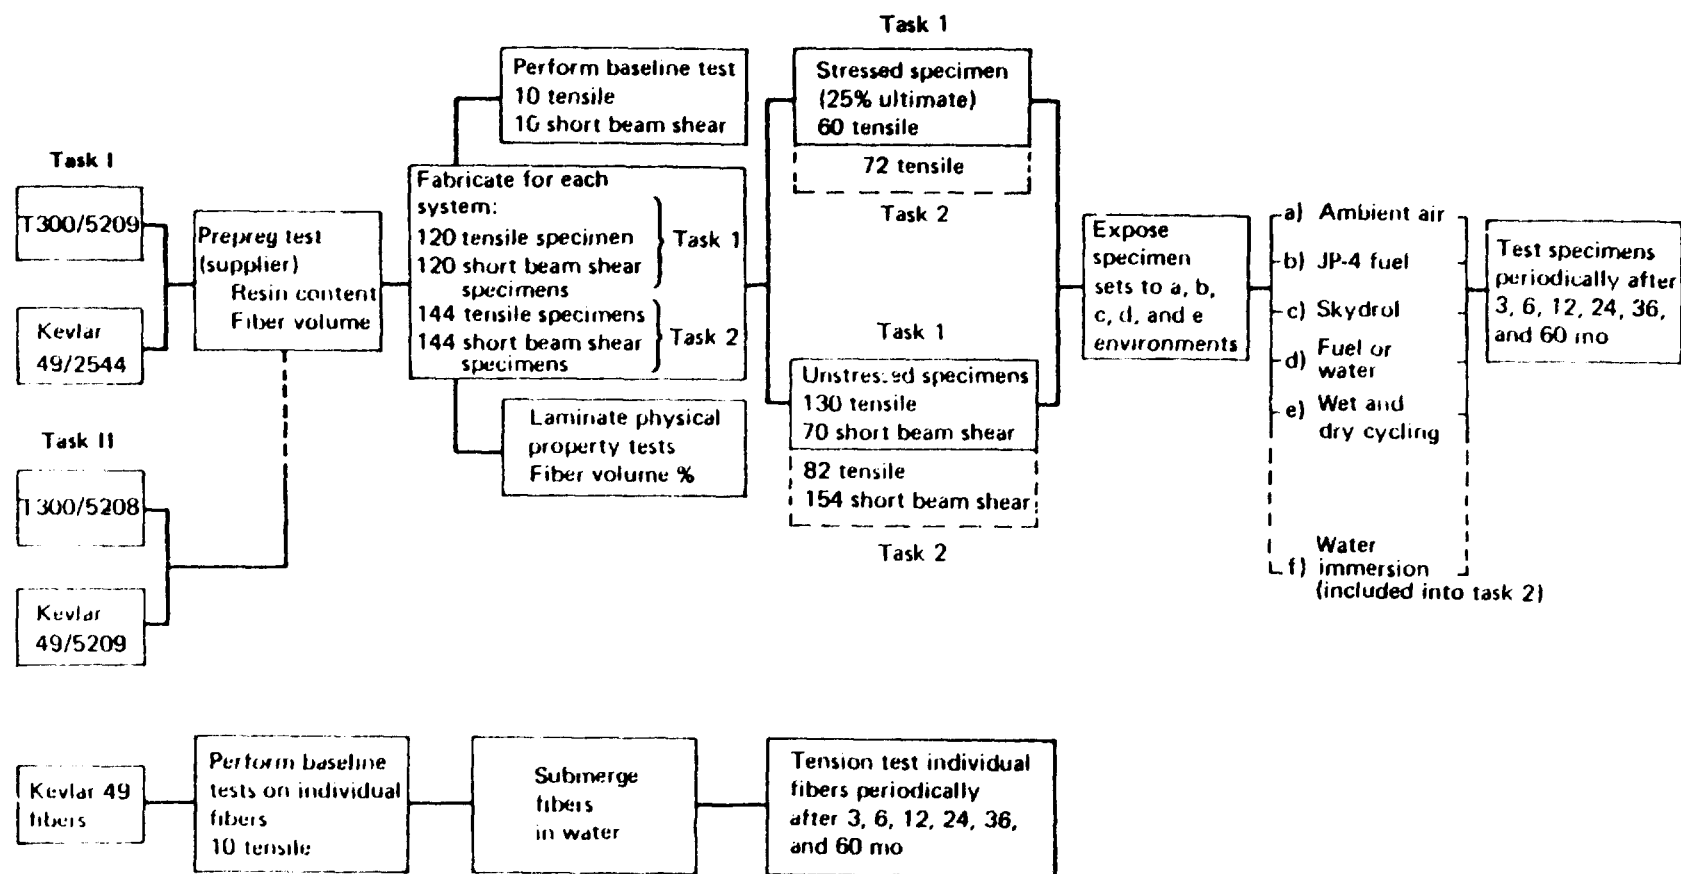 Task I
T300/5209
Kevlar
49/2544
Task II
T300/5208
Kevlar
49/5209
Prepreg test
(supplier)
Resin content
Fiber volume
Perform baseline test
10 tensile
10 short beam shear
Fabricate for each
system:
120 tensile specimen
120 short beam shear
specimens
Task 1
144 tensile specimens
144 short beam shear
specimens
Task 2
Laminate physical
property tests
Fiber volume %
Task 1
Stressed specimen
(25% ultimate)
60 tensile
72 tensile
Task 2
Task 1
Unstressed specimens
130 tensile
70 short beam shear
82 tensile
154 short beam shear
Task 2
Expose
specimen
sets to a, b,
c, d, and e
environments
a) Ambient air
b) JP-4 fuel
c) Skydrol
d) Fuel or
water
e) Wet and
dry cycling
f) Water
immersion
(included into task 2)
Test specimens
periodically after
3, 6, 12, 24, 36,
and 60 mo
Kevlar 49
fibers
Perform baseline
tests on individual
fibers
10 tensile
Submerge
fibers
in water
Tension test individual
fibers periodically
after 3, 6, 12, 24, 36,
and 60 mo